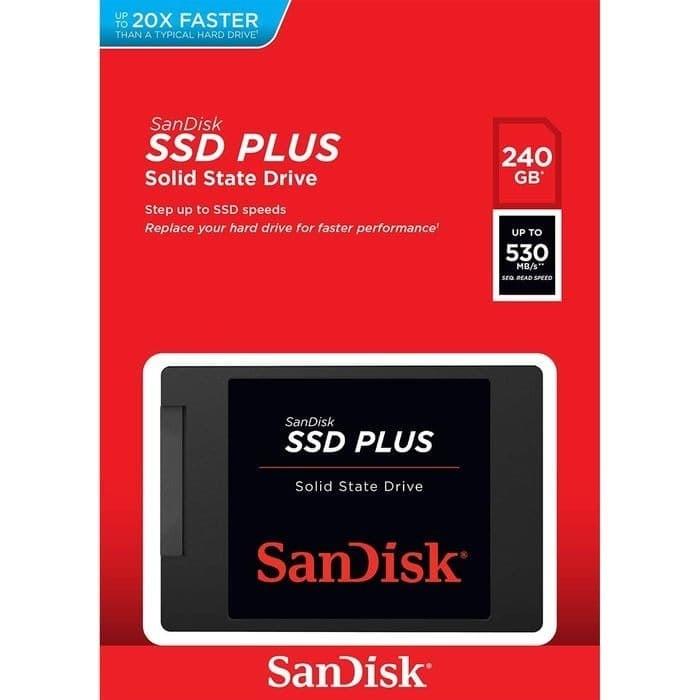 UP TO 20X FASTER
THAN A TYPICAL HARD DRIVE¹
SanDisk
SSD PLUS
Solid State Drive
Step up to SSD speeds
Replace your hard drive for faster performance¹
240
GB*
UP TO
530
MB/s**
SEQ. READ SPEED
SanDisk
SSD PLUS
Solid State Drive
SanDisk®
SanDisk®